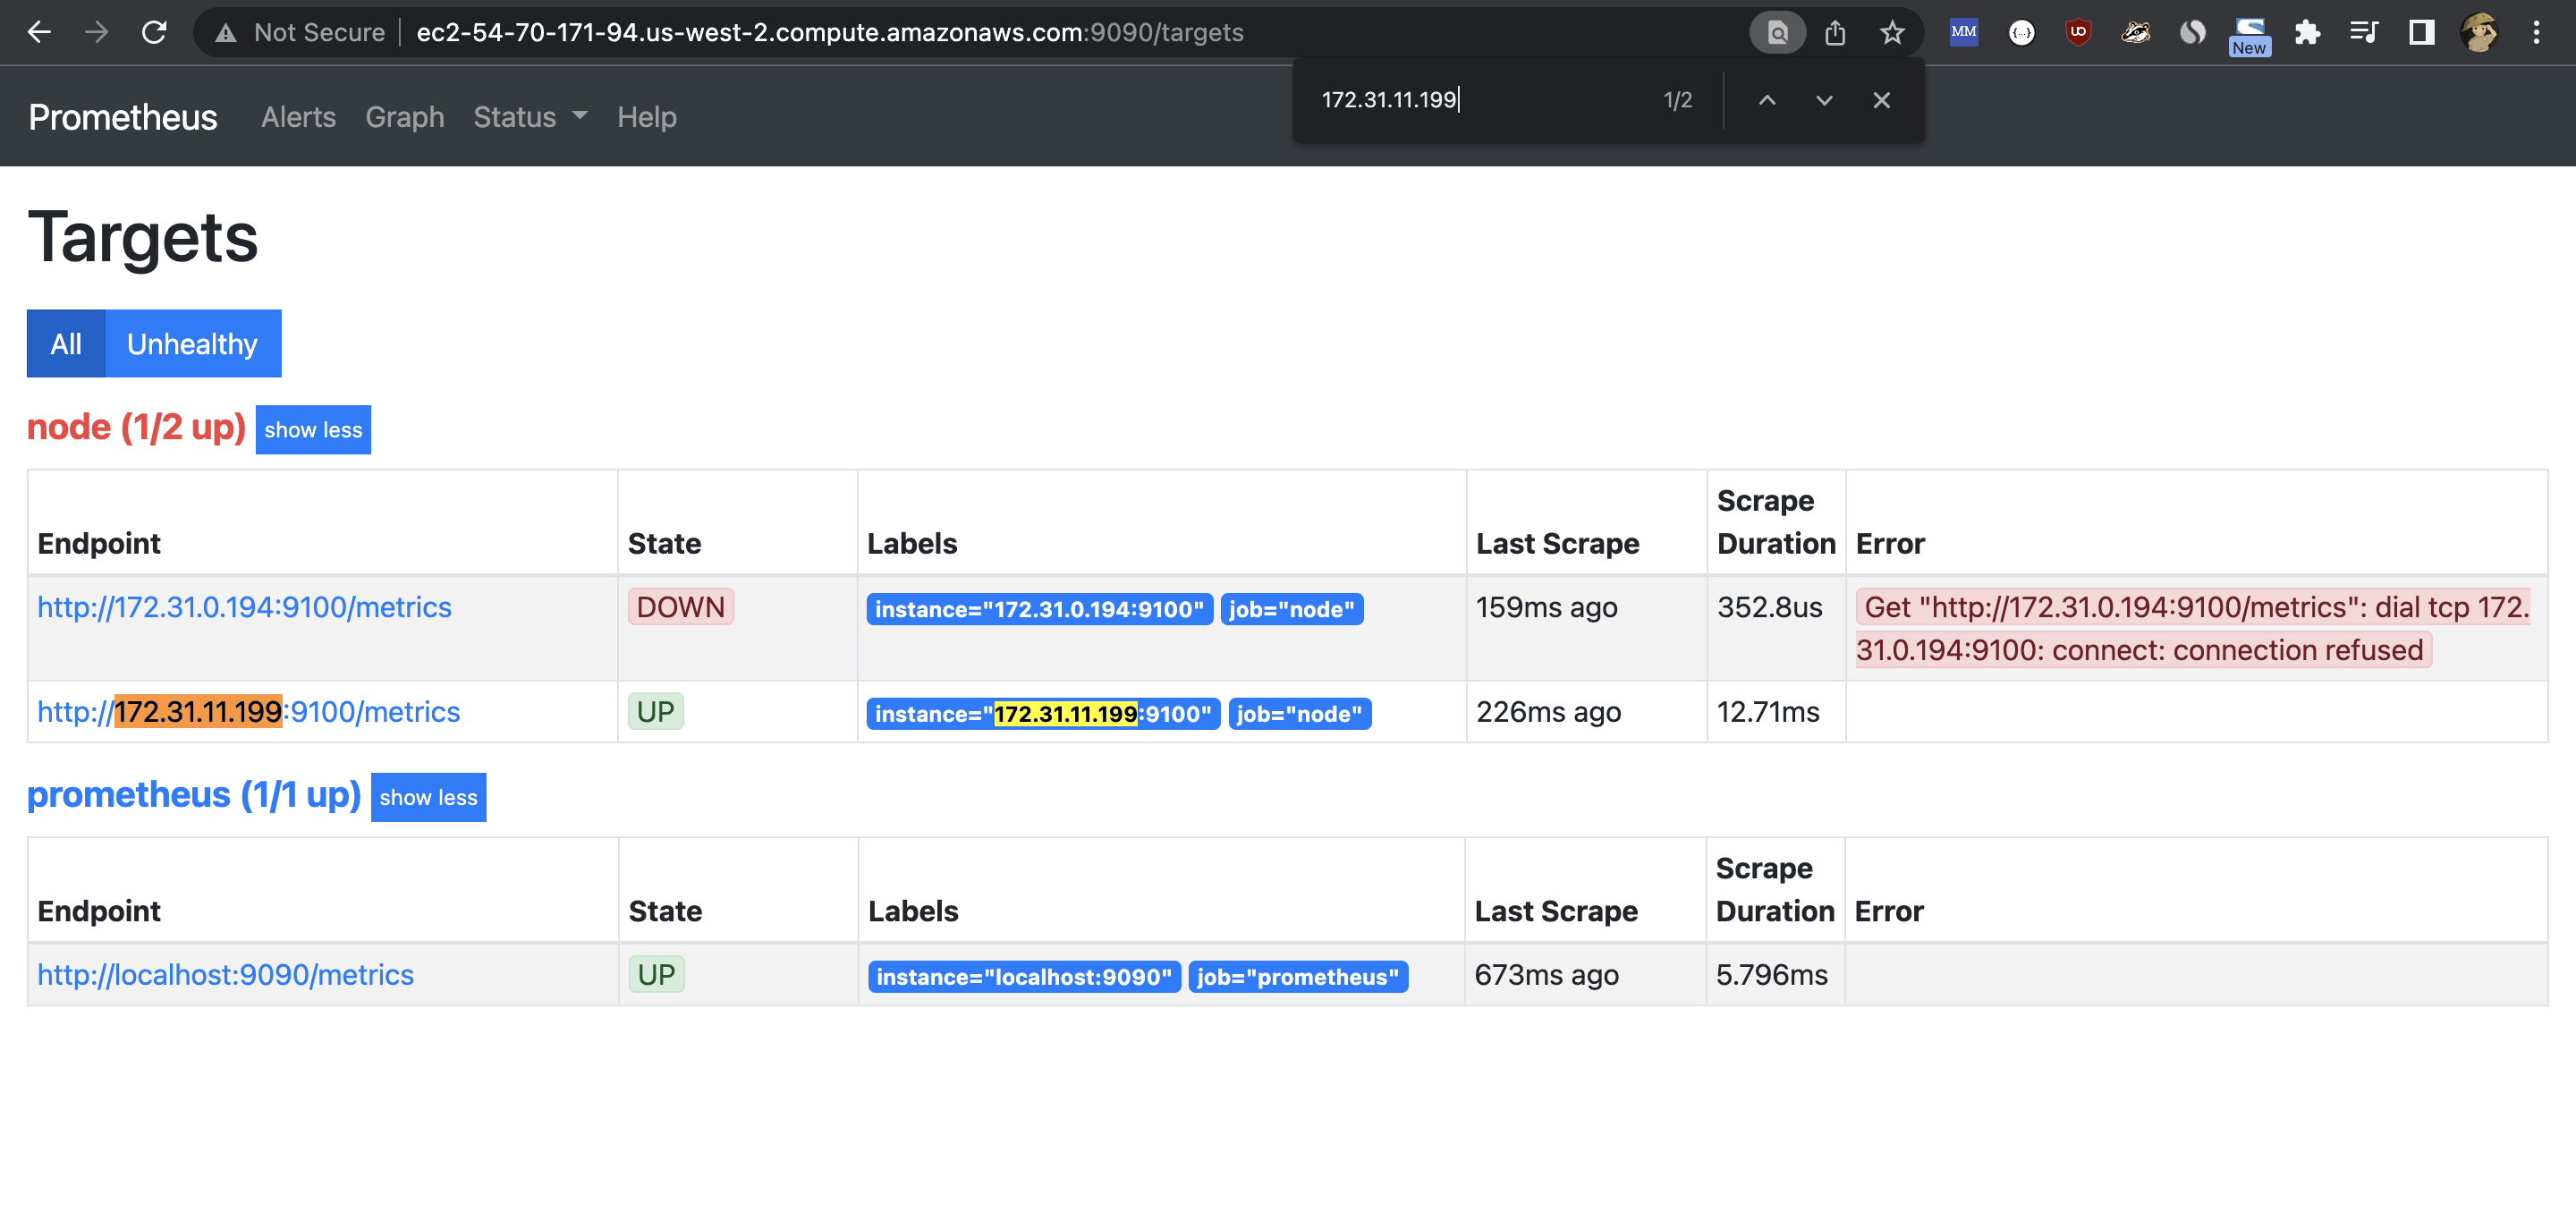 Not Secure ec2-54-70-171-94.us-west-2.compute.amazonaws.com:9090/targets
MM
UD
New
172.31.11.199 1/2
Prometheus Alerts Graph Status Help
Targets
All Unhealthy
node (1/2 up) show less
Endpoint State Labels Last Scrape Scrape Duration Error
http://172.31.0.194:9100/metrics DOWN instance="172.31.0.194:9100" job="node" 159ms ago 352.8us Get "http://172.31.0.194:9100/metrics": dial tcp 172.
31.0.194:9100: connect: connection refused
http://172.31.11.199:9100/metrics UP instance="172.31.11.199:9100" job="node" 226ms ago 12.71ms
prometheus (1/1 up) show less
Endpoint State Labels Last Scrape Scrape Duration Error
http://localhost:9090/metrics UP instance="localhost:9090" job="prometheus" 673ms ago 5.796ms